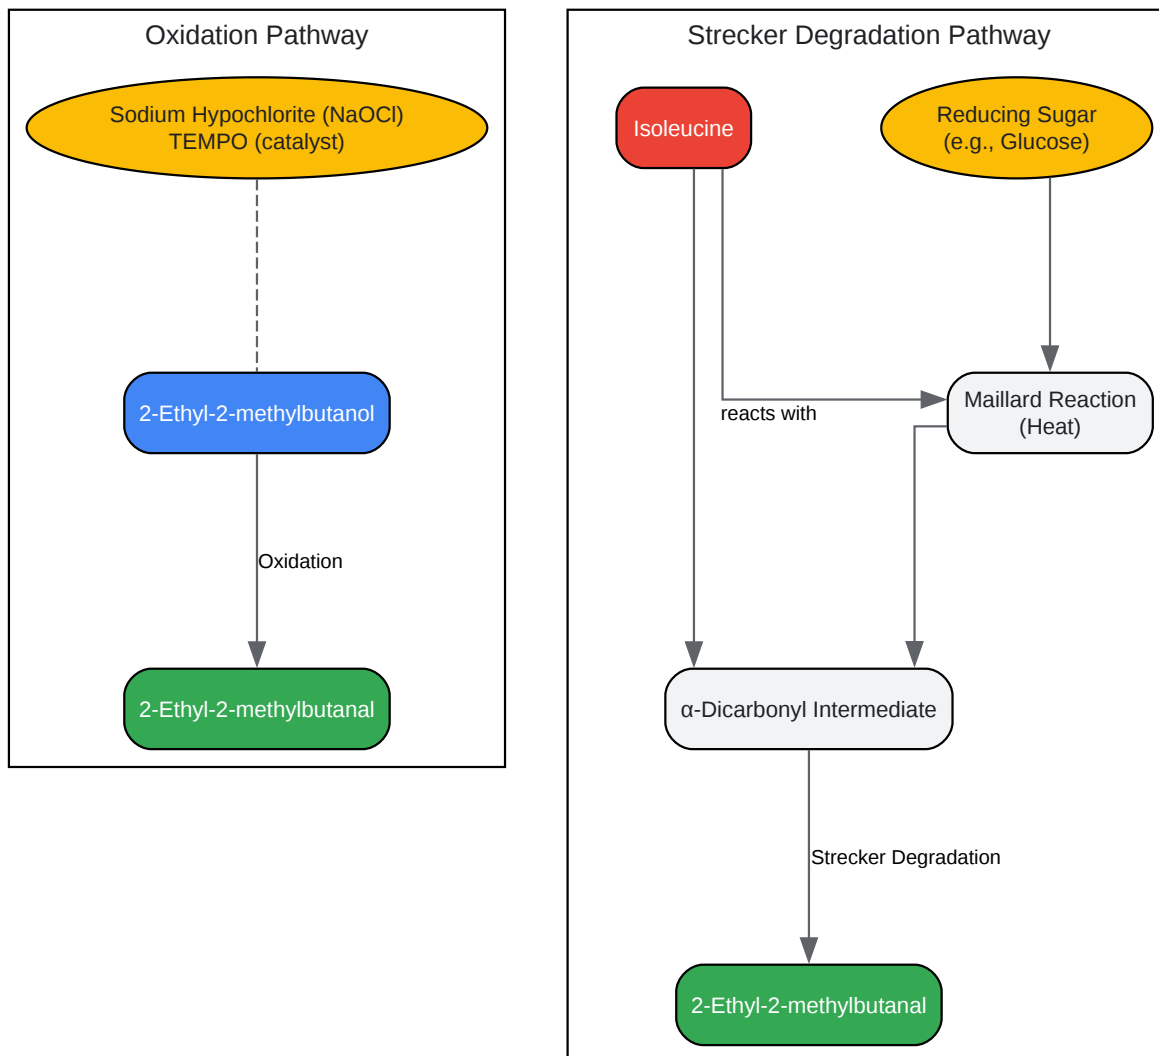 Oxidation Pathway
Sodium Hypochlorite (NaOCl)
TEMPO (catalyst)
2-Ethyl-2-methylbutanol
Oxidation
2-Ethyl-2-methylbutanal
Strecker Degradation Pathway
Isoleucine
Reducing Sugar
(e.g., Glucose)
reacts with
Maillard Reaction
(Heat)
α-Dicarbonyl Intermediate
Strecker Degradation
2-Ethyl-2-methylbutanal